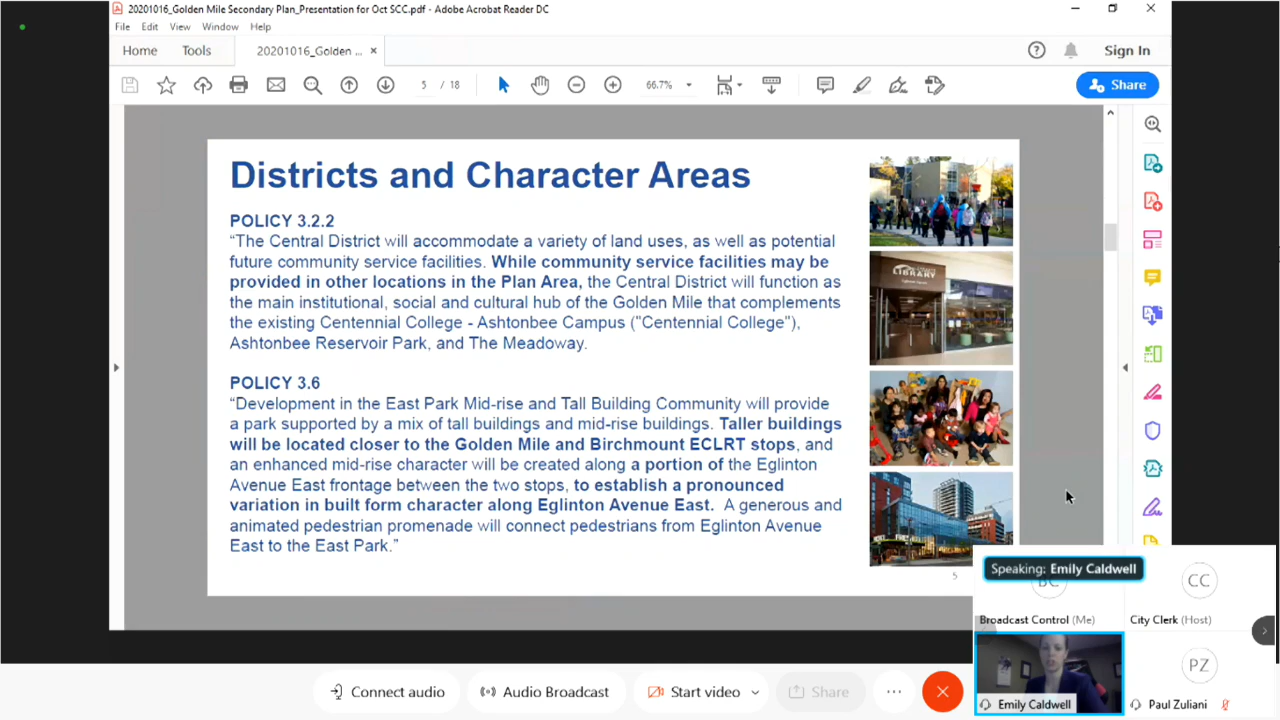 20201016_Golden Mile Secondary Plan_Presentation for Oct SCC.pdf - Adobe Acrobat Reader DC
File Edit View Window Help
Home Tools 20201016_Golden ... × Sign In
5 / 18 66.7% Share
Districts and Character Areas
POLICY 3.2.2
“The Central District will accommodate a variety of land uses, as well as potential
future community service facilities. While community service facilities may be
provided in other locations in the Plan Area, the Central District will function as
the main institutional, social and cultural hub of the Golden Mile that complements
the existing Centennial College - Ashtonbee Campus ("Centennial College"),
Ashtonbee Reservoir Park, and The Meadoway.
POLICY 3.6
“Development in the East Park Mid-rise and Tall Building Community will provide
a park supported by a mix of tall buildings and mid-rise buildings. Taller buildings
will be located closer to the Golden Mile and Birchmount ECLRT stops, and
an enhanced mid-rise character will be created along a portion of the Eglinton
Avenue East frontage between the two stops, to establish a pronounced
variation in built form character along Eglinton Avenue East. A generous and
animated pedestrian promenade will connect pedestrians from Eglinton Avenue
East to the East Park.”
LIBRARY
5
Speaking: Emily Caldwell
BC CC
Broadcast Control (Me) City Clerk (Host)
PZ
Emily Caldwell Paul Zuliani
Connect audio Audio Broadcast Start video Share ...